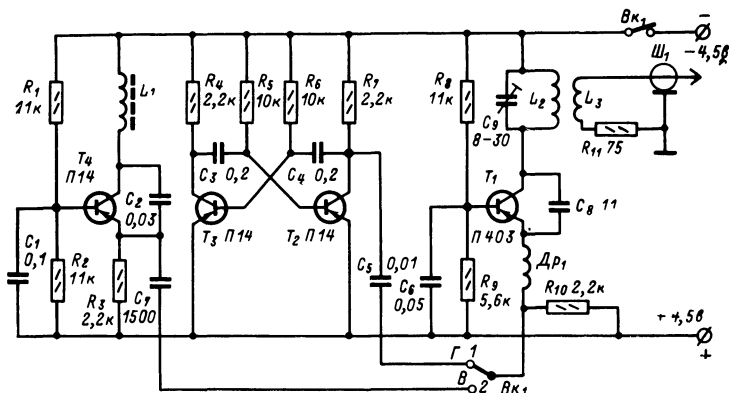 Вк₁
−
−4,5в
Ш₁
R₁
11к
L₁
R₄
2,2к
R₅
10к
R₆
10к
R₇
2,2к
R₈
11к
C₉
8-30
L₂
L₃
R₁₁ 75
T₄
П14
C₂
0,03
C₃ 0,2
C₄ 0,2
T₃ П14
T₂ П14
T₁
П403
C₈ 11
C₁
0,1
R₂
11к
R₃
2,2к
C₇
1500
C₅
0,01
C₆
0,05
R₉
5,6к
Др₁
R₁₀ 2,2к
+4,5в
+
Г 1
В 2 Вк₁